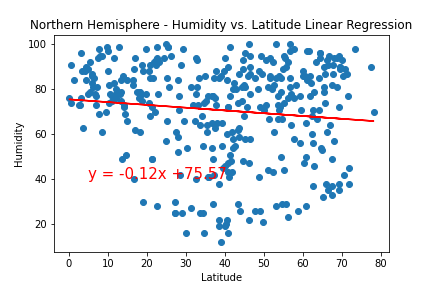 Northern Hemisphere - Humidity vs. Latitude Linear Regression
100
80
60
40
20
Humidity
y = -0.12x +75.57
0 10 20 30 40 50 60 70 80
Latitude